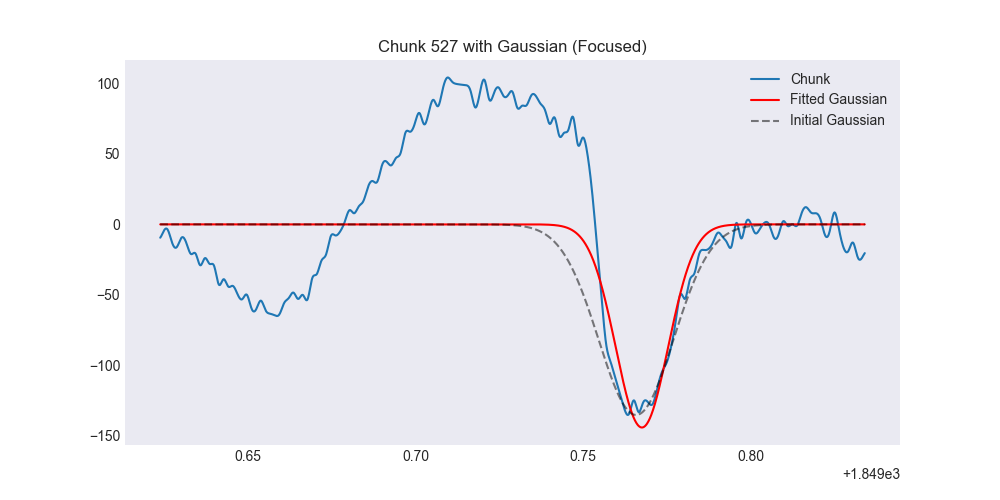 Chunk 527 with Gaussian (Focused)
100
50
0
−50
−100
−150
0.65
0.70
0.75
0.80
+1.849e3
Chunk
Fitted Gaussian
Initial Gaussian